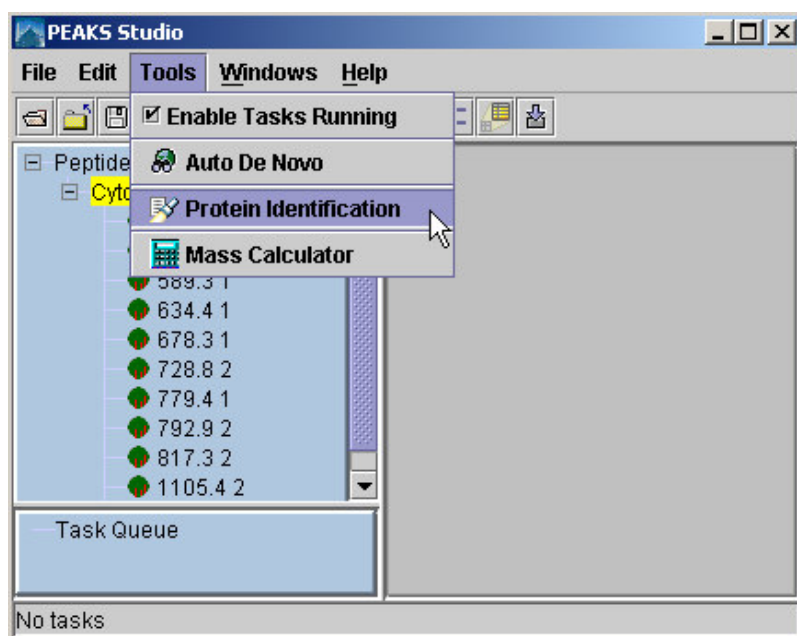 PEAKS Studio
File Edit Tools Windows Help
Enable Tasks Running
Auto De Novo
Protein Identification
Mass Calculator
Peptide
Cyto
589.3 1
634.4 1
678.3 1
728.8 2
779.4 1
792.9 2
817.3 2
1105.4 2
Task Queue
No tasks